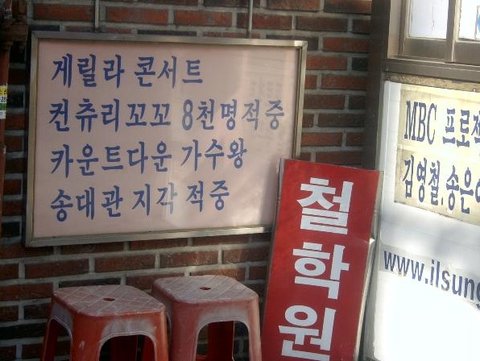 게릴라 콘서트
컨츄리꼬꼬 8천명적중
카운트다운 가수왕
송대관 지각 적중
철학원
MBC 프로젝
김영철.송은이
www.ilsung